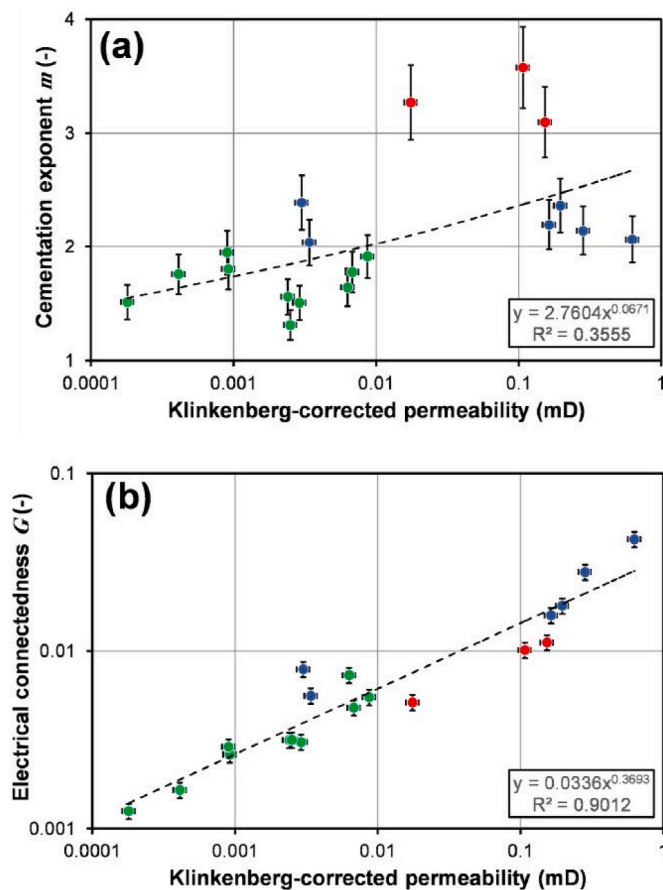 (a)
Cementation exponent m (-)
4
3
2
1
y = 2.7604x^0.0671
R² = 0.3555
0.0001 0.001 0.01 0.1 1
Klinkenberg-corrected permeability (mD)
(b)
Electrical connectedness G (-)
0.1
0.01
0.001
y = 0.0336x^0.3693
R² = 0.9012
0.0001 0.001 0.01 0.1 1
Klinkenberg-corrected permeability (mD)